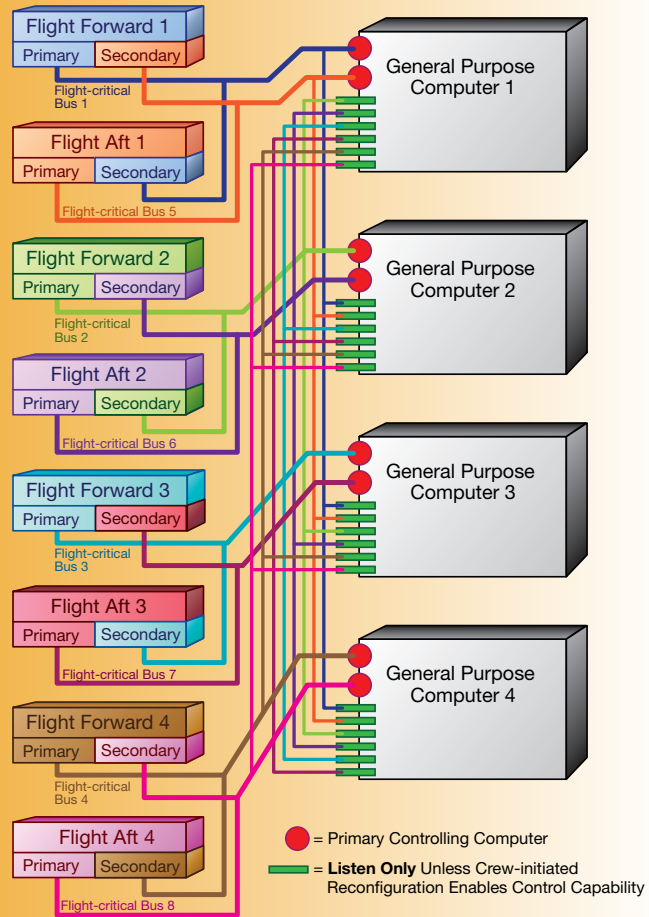 Flight Forward 1
Primary Secondary
Flight-critical
Bus 1
Flight Aft 1
Primary Secondary
Flight-critical Bus 5
Flight Forward 2
Primary Secondary
Flight-critical
Bus 2
Flight Aft 2
Primary Secondary
Flight-critical Bus 6
Flight Forward 3
Primary Secondary
Flight-critical
Bus 3
Flight Aft 3
Primary Secondary
Flight-critical Bus 7
Flight Forward 4
Primary Secondary
Flight-critical
Bus 4
Flight Aft 4
Primary Secondary
Flight-critical Bus 8
General Purpose
Computer 1
General Purpose
Computer 2
General Purpose
Computer 3
General Purpose
Computer 4
= Primary Controlling Computer
= Listen Only Unless Crew-initiated
Reconfiguration Enables Control Capability